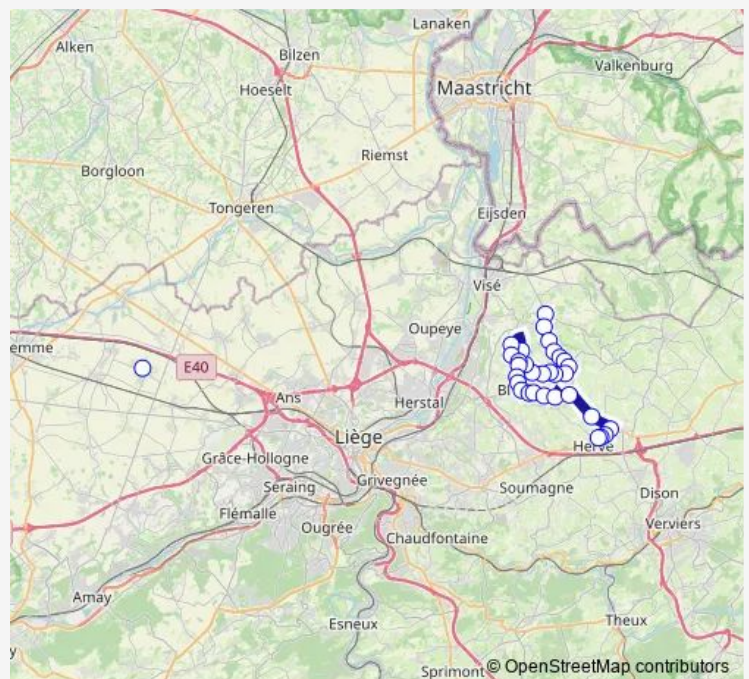 Lanaken
Alken
Bilzen
Valkenburg
Hoeselt
Maastricht
Riemst
Borgloon
Tongeren
Eijsden
Visé
Oupeye
emme
E40
Bl
Ans
Herstal
Liège
Herve
Grâce-Hollogne
Grivegnée
Seraing
Soumagne
Dison
Flémalle
Ougrée
Verviers
Chaudfontaine
Amay
Esneux
Theux
y
Sprimont
© OpenStreetMap contributors